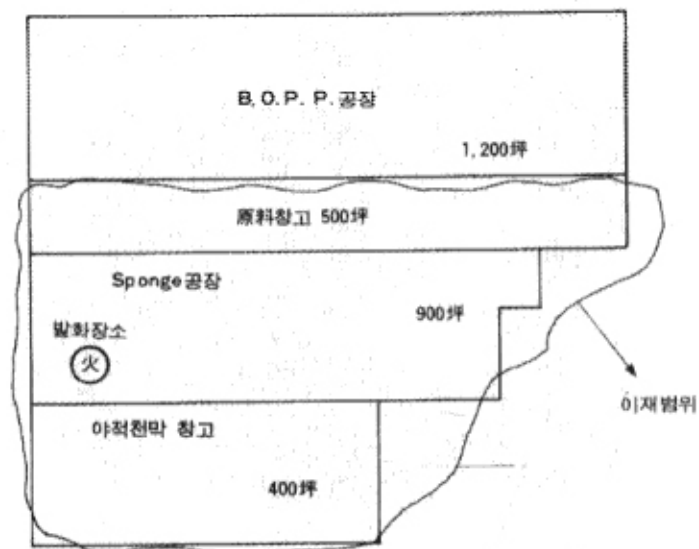 B, O. P. P. 공장
1, 200坪
原料창고 500坪
Sponge공장
900坪
발화장소
火
이재범위
야적천막 창고
400坪